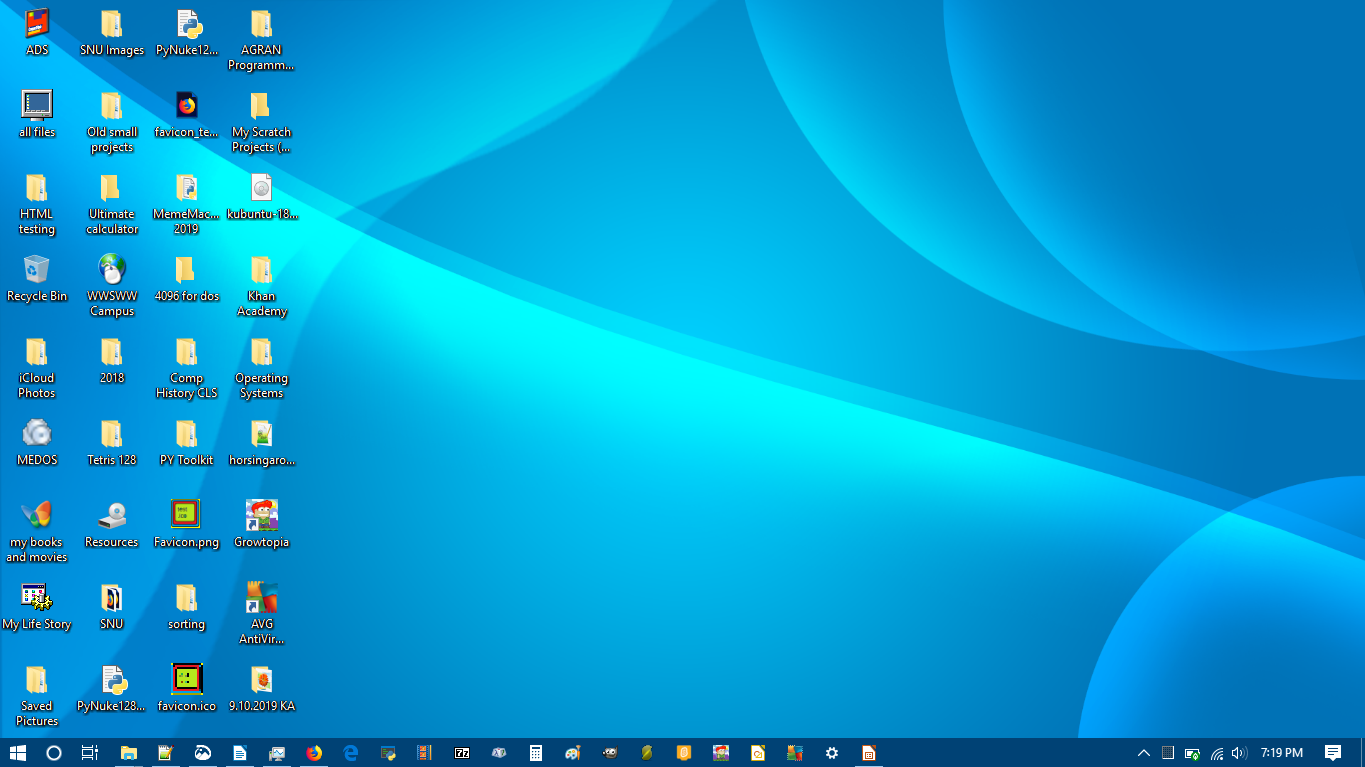 ADS
SNU Images
PyNuke12...
AGRAN
Programm...
all files
Old small
projects
favicon_te...
My Scratch
Projects (...
HTML
testing
Ultimate
calculator
MemeMac...
2019
kubuntu-18...
Recycle Bin
WWSWW
Campus
4096 for dos
Khan
Academy
iCloud
Photos
2018
Comp
History CLS
Operating
Systems
MEDOS
Tetris 128
PY Toolkit
horsingaro...
my books
and movies
Resources
Favicon.png
Growtopia
My Life Story
SNU
sorting
AVG
AntiVir...
Saved
Pictures
PyNuke128...
favicon.ico
9.10.2019 KA
7:19 PM